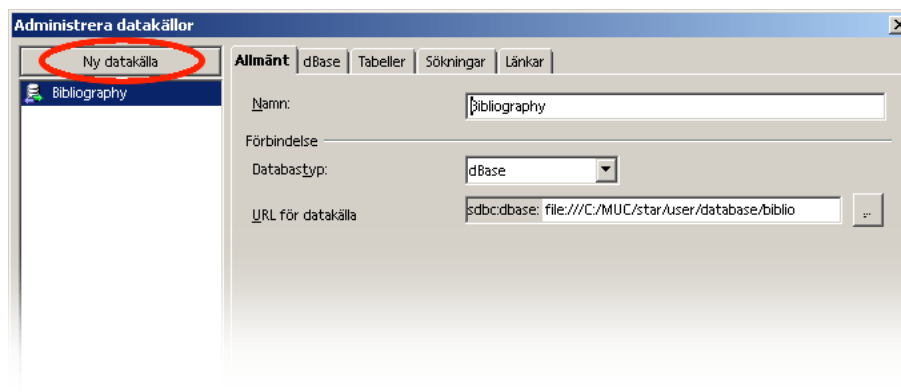 Administrera datakällor
Ny datakälla
Bibliography
Allmänt dBase Tabeller Sökningar Länkar
Namn: Bibliography
Förbindelse
Databastyp: dBase
URL för datakälla sdbc:dbase: file:///C:/MUC/star/user/database/biblio ...